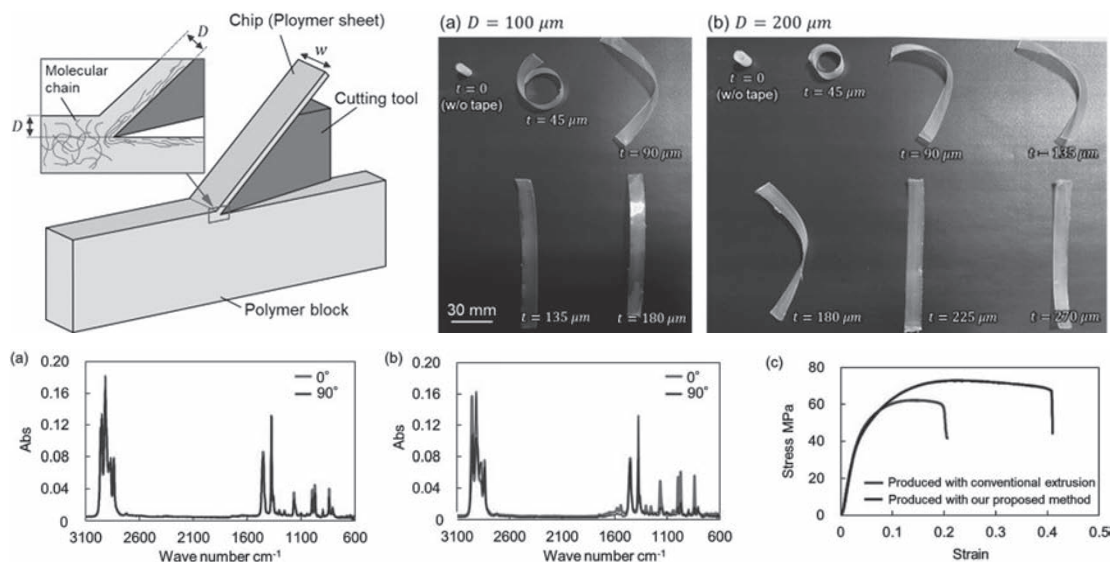 Chip (Ploymer sheet)
D
w
Molecular
chain
Cutting tool
D
Polymer block
(a) D = 100 μm
t = 0
(w/o tape)
t = 45 μm
t = 90 μm
30 mm
t = 135 μm
t = 180 μm
(b) D = 200 μm
t = 0
(w/o tape)
t = 45 μm
t = 90 μm
t = 135 μm
t = 180 μm
t = 225 μm
t = 270 μm
(a)
0.20
0.16
0.12
0.08
0.04
0
Abs
0°
90°
3100
2600
2100
1600
1100
600
Wave number cm⁻¹
(b)
0.20
0.16
0.12
0.08
0.04
0
Abs
0°
90°
3100
2600
2100
1600
1100
600
Wave number cm⁻¹
(c)
80
60
40
20
0
Stress MPa
Produced with conventional extrusion
Produced with our proposed method
0
0.1
0.2
0.3
0.4
0.5
Strain